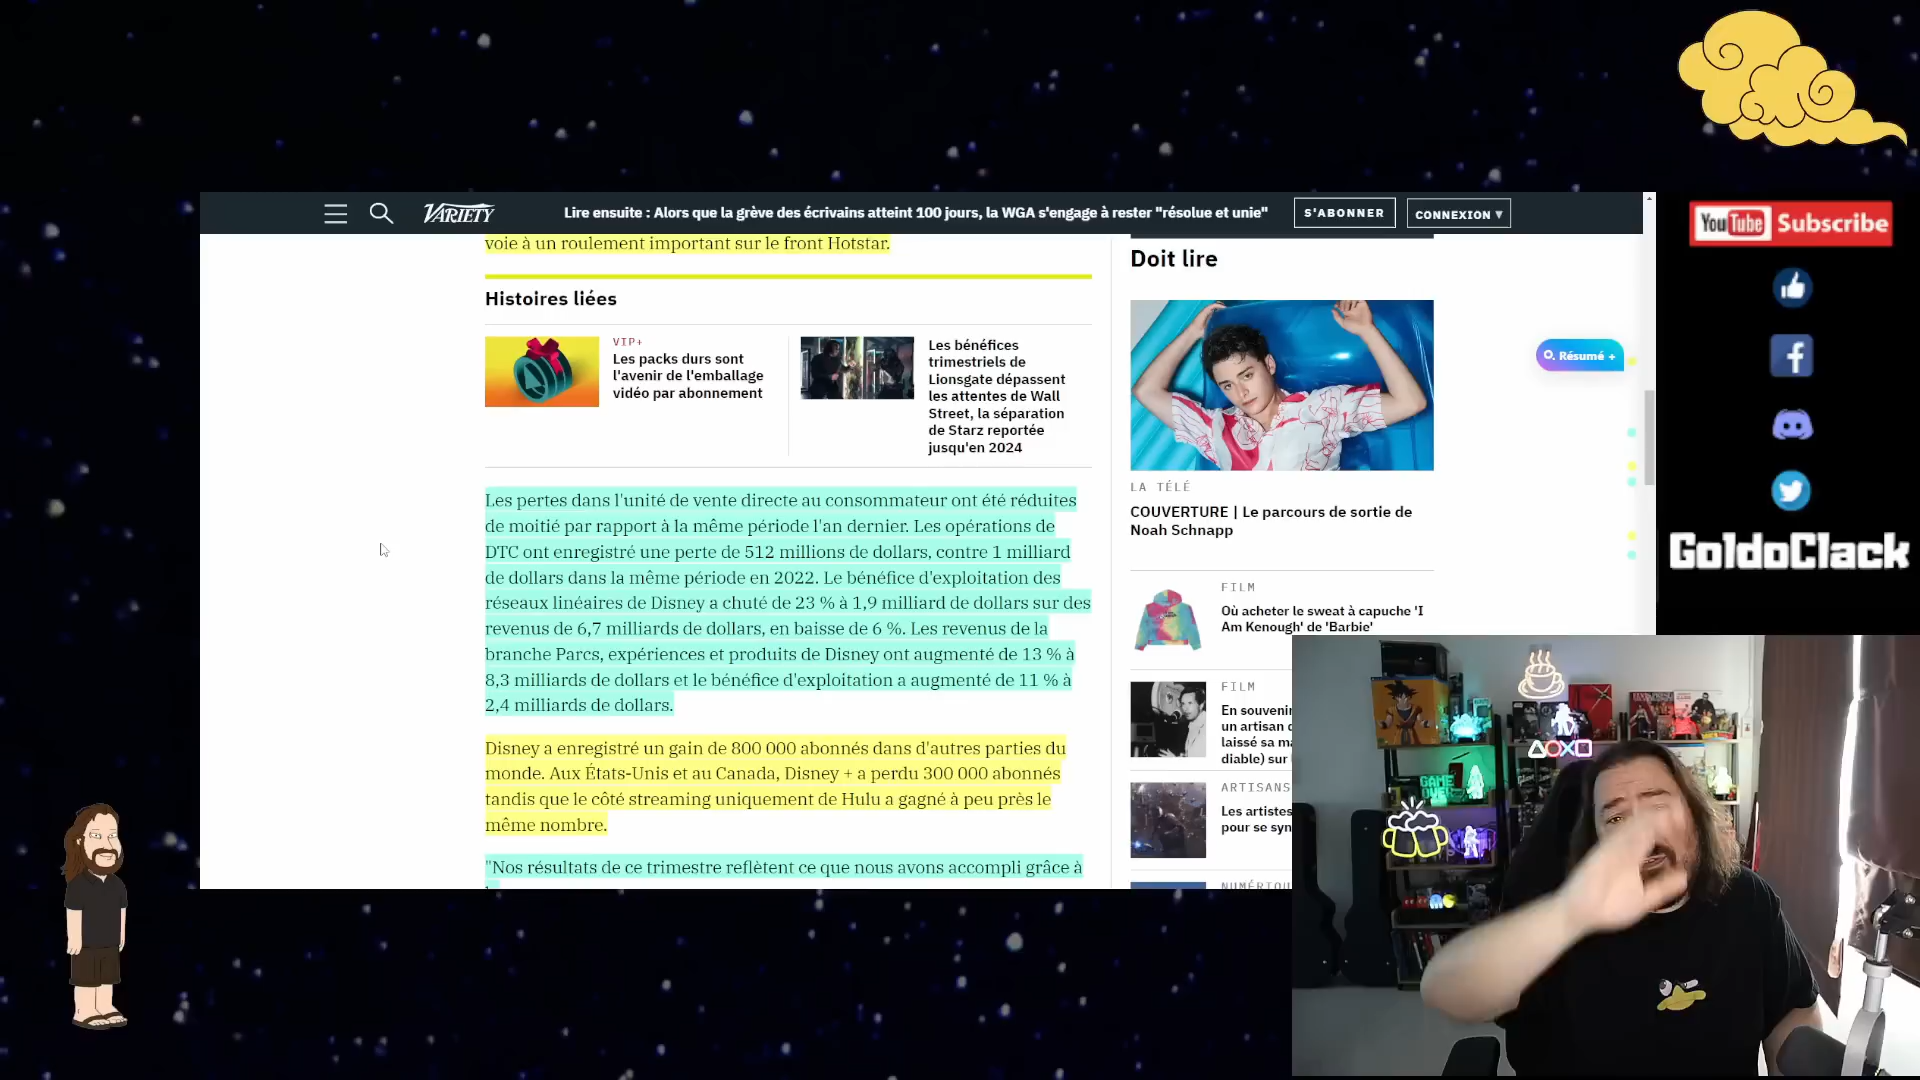 VARIETY
Lire ensuite : Alors que la grève des écrivains atteint 100 jours, la WGA s'engage à rester "résolue et unie"
S'ABONNER
CONNEXION ▾
voie à un roulement important sur le front Hotstar.
Histoires liées
VIP+
Les packs durs sont
l'avenir de l'emballage
vidéo par abonnement
Les bénéfices
trimestriels de
Lionsgate dépassent
les attentes de Wall
Street, la séparation
de Starz reportée
jusqu'en 2024
Les pertes dans l'unité de vente directe au consommateur ont été réduites
de moitié par rapport à la même période l'an dernier. Les opérations de
DTC ont enregistré une perte de 512 millions de dollars, contre 1 milliard
de dollars dans la même période en 2022. Le bénéfice d'exploitation des
réseaux linéaires de Disney a chuté de 23 % à 1,9 milliard de dollars sur des
revenus de 6,7 milliards de dollars, en baisse de 6 %. Les revenus de la
branche Parcs, expériences et produits de Disney ont augmenté de 13 % à
8,3 milliards de dollars et le bénéfice d'exploitation a augmenté de 11 % à
2,4 milliards de dollars.
Disney a enregistré un gain de 800 000 abonnés dans d'autres parties du
monde. Aux États-Unis et au Canada, Disney + a perdu 300 000 abonnés
tandis que le côté streaming uniquement de Hulu a gagné à peu près le
même nombre.
"Nos résultats de ce trimestre reflètent ce que nous avons accompli grâce à
Doit lire
LA TÉLÉ
COUVERTURE | Le parcours de sortie de
Noah Schnapp
FILM
Où acheter le sweat à capuche 'I
Am Kenough' de 'Barbie'
FILM
En souvenir
un artisan
laissé sa
diable) sur
ARTISANS
Les artistes
pour se
NUMÉRIQU
Résumé +
YouTube Subscribe
GoldoClack
GAME
OVER